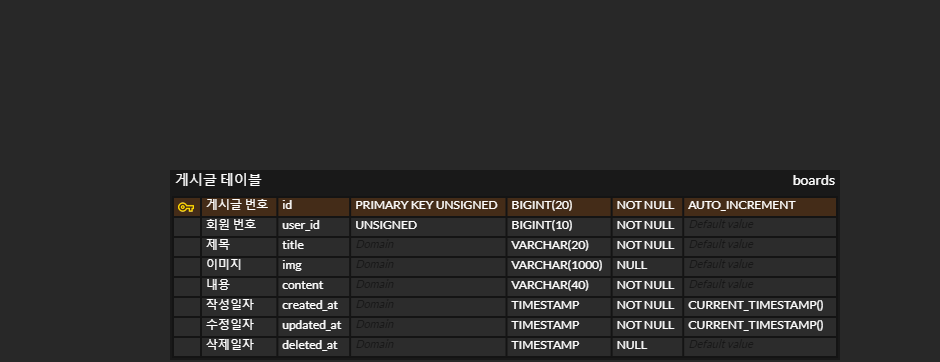 게시글 테이블 boards
게시글 번호 id PRIMARY KEY UNSIGNED BIGINT(20) NOT NULL AUTO_INCREMENT
회원 번호 user_id UNSIGNED BIGINT(10) NOT NULL Default value
제목 title Domain VARCHAR(20) NOT NULL Default value
이미지 img Domain VARCHAR(1000) NULL Default value
내용 content Domain VARCHAR(40) NOT NULL Default value
작성일자 created_at Domain TIMESTAMP NOT NULL CURRENT_TIMESTAMP()
수정일자 updated_at Domain TIMESTAMP NOT NULL CURRENT_TIMESTAMP()
삭제일자 deleted_at Domain TIMESTAMP NULL Default value